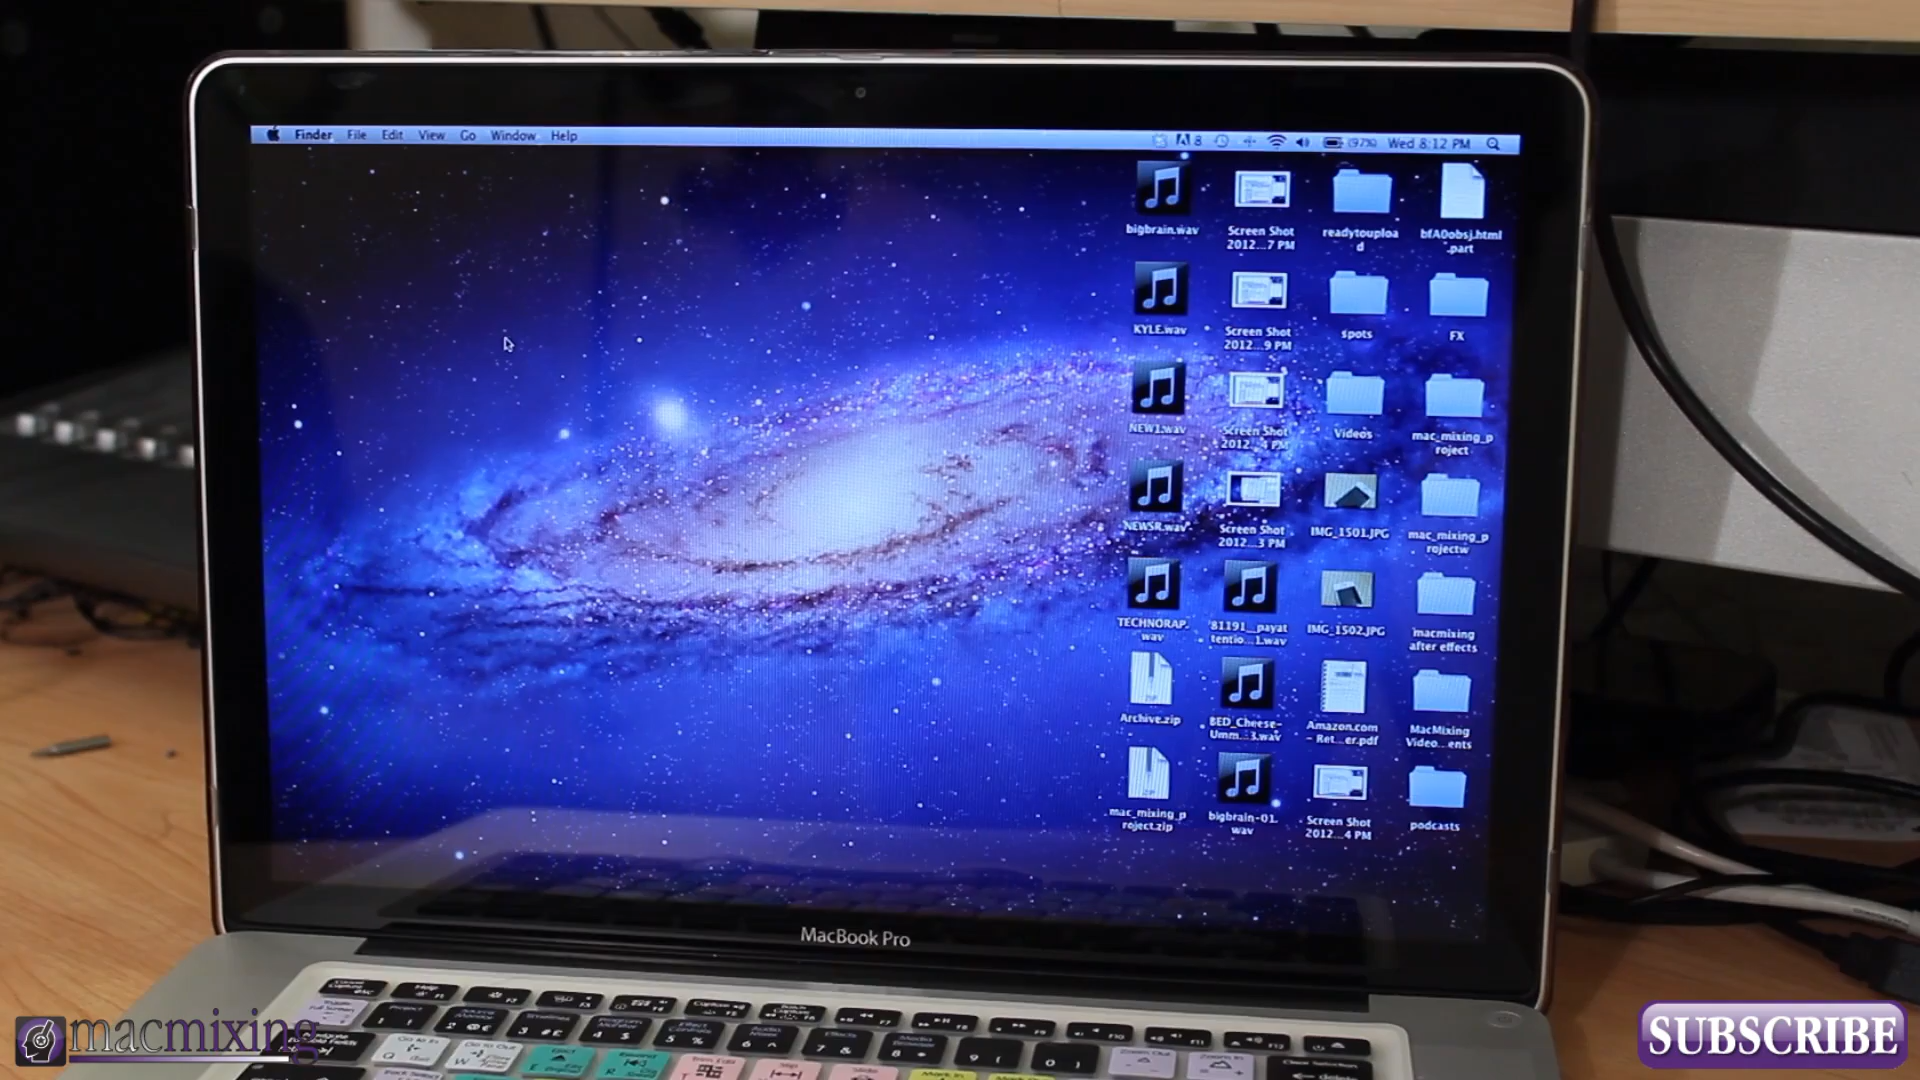 Finder File Edit View Go Window Help
8 (97%) Wed 8:12 PM
bigbrain.wav
Screen Shot
2012...7 PM
readytouploa
d
bfA0obsj.html
.part
KYLE.wav
Screen Shot
2012...9 PM
spots
FX
NEW1.wav
Screen Shot
2012...4 PM
Videos
mac_mixing_p
roject
NEWSR.wav
Screen Shot
2012...3 PM
IMG_1501.JPG
mac_mixing_p
rojectw
TECHNORAP.
wav
81191__payat
tentio...1.wav
IMG_1502.JPG
macmixing
after effects
Archive.zip
BED_Cheese-
Umm...3.wav
Amazon.com
- Ret...er.pdf
MacMixing
Video...ents
mac_mixing_p
roject.zip
bigbrain-01.
wav
Screen Shot
2012...4 PM
podcasts
MacBook Pro
macmixing
SUBSCRIBE